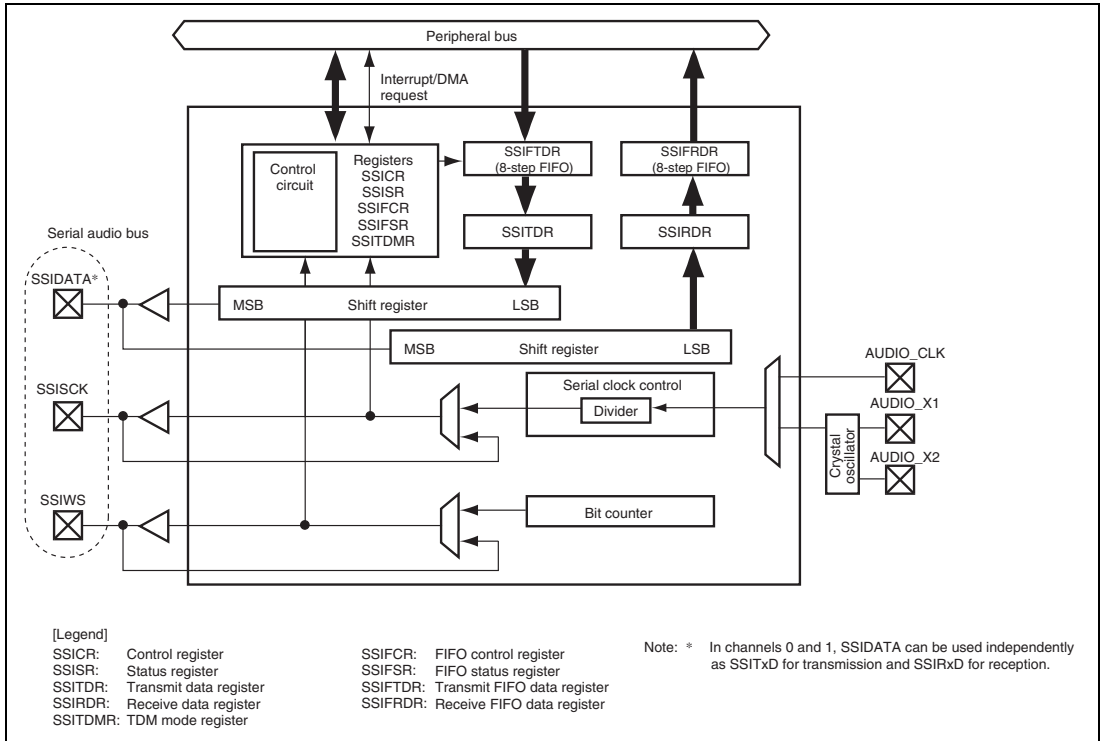 Peripheral bus
Interrupt/DMA
request
Control
circuit
Registers
SSICR
SSISR
SSIFCR
SSIFSR
SSITDMR
SSIFTDR
(8-step FIFO)
SSIFRDR
(8-step FIFO)
SSITDR
SSIRDR
Serial audio bus
SSIDATA*
MSB Shift register LSB
MSB Shift register LSB
SSISCK
Serial clock control
Divider
AUDIO_CLK
AUDIO_X1
AUDIO_X2
Crystal
oscillator
SSIWS
Bit counter
[Legend]
SSICR: Control register
SSISR: Status register
SSITDR: Transmit data register
SSIRDR: Receive data register
SSITDMR: TDM mode register
SSIFCR: FIFO control register
SSIFSR: FIFO status register
SSIFTDR: Transmit FIFO data register
SSIFRDR: Receive FIFO data register
Note: * In channels 0 and 1, SSIDATA can be used independently
as SSITxD for transmission and SSIRxD for reception.